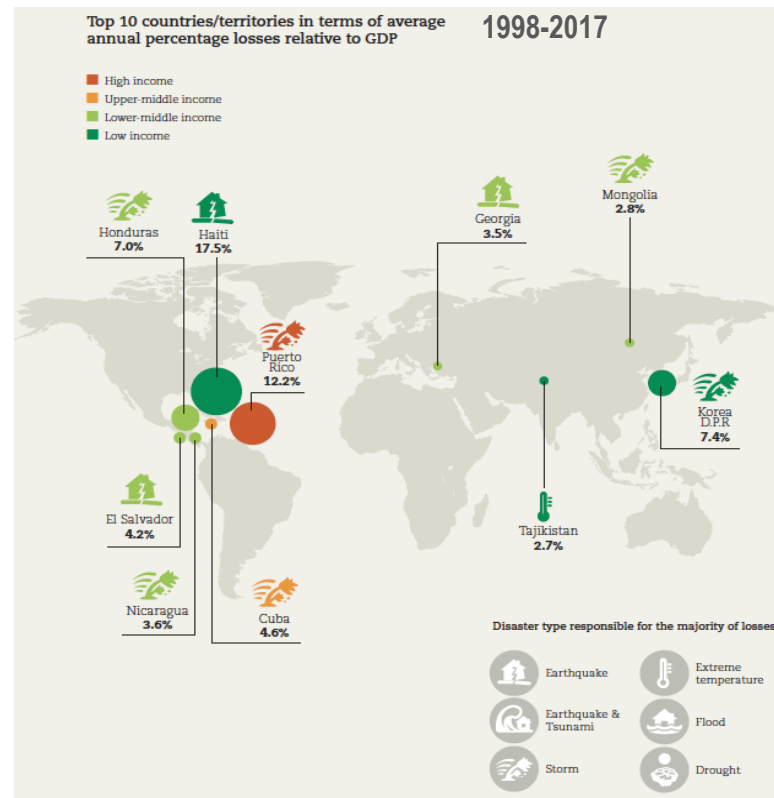 Top 10 countries/territories in terms of average
annual percentage losses relative to GDP
1998-2017
High income
Upper-middle income
Lower-middle income
Low income
Honduras
7.0%
Haiti
17.5%
Puerto
Rico
12.2%
Georgia
3.5%
Mongolia
2.8%
Korea
D.P.R
7.4%
Tajikistan
2.7%
El Salvador
4.2%
Nicaragua
3.6%
Cuba
4.6%
Disaster type responsible for the majority of losses
Earthquake
Extreme
temperature
Earthquake &
Tsunami
Flood
Storm
Drought